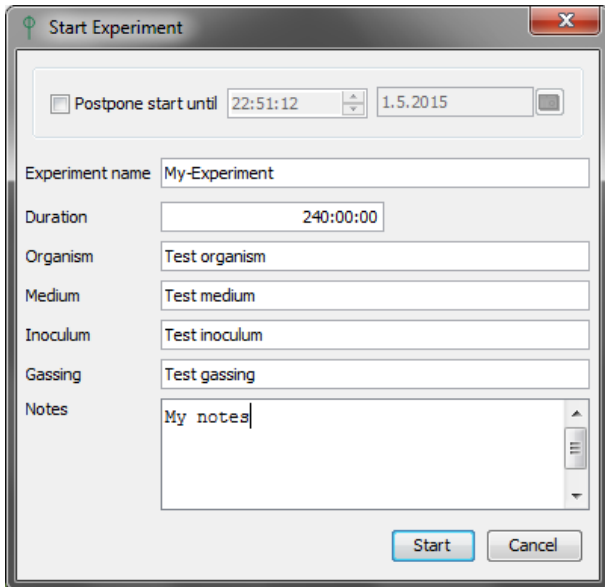 Start Experiment
Postpone start until 22:51:12 1.5.2015
Experiment name My-Experiment
Duration 240:00:00
Organism Test organism
Medium Test medium
Inoculum Test inoculum
Gassing Test gassing
Notes My notes
Start Cancel